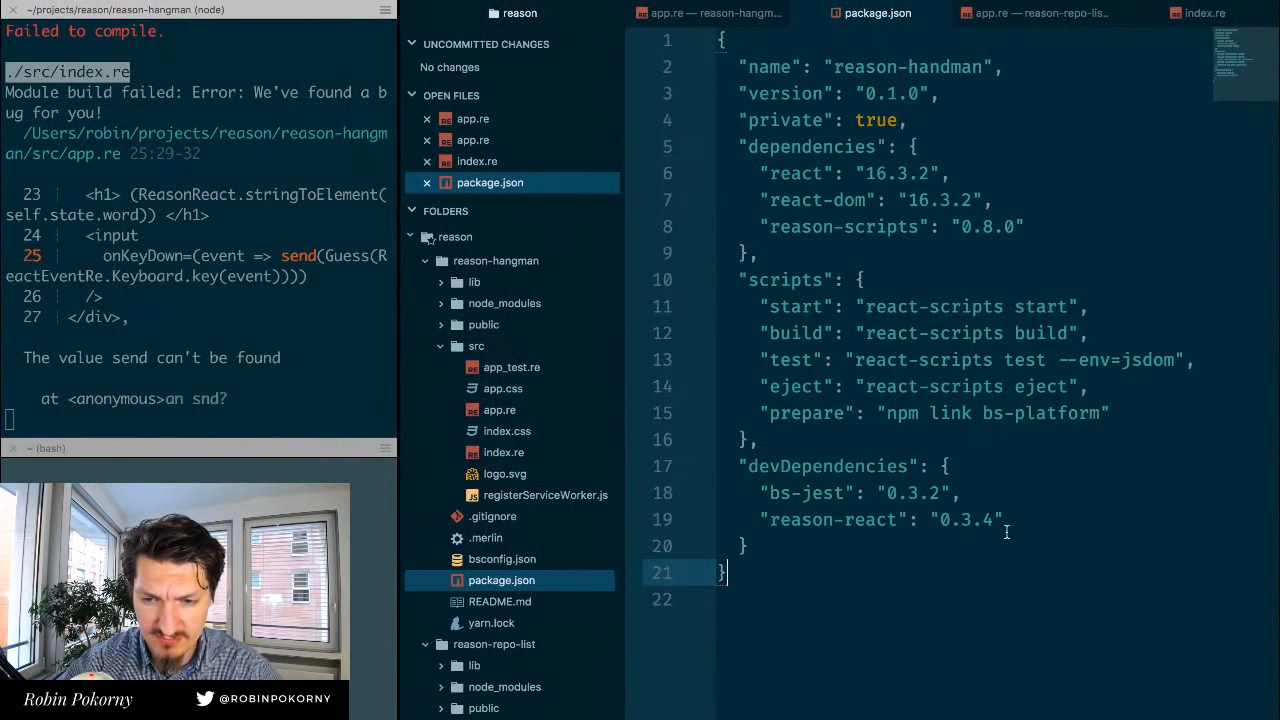 ~/projects/reason/reason-hangman (node)
Failed to compile.
./src/index.re
Module build failed: Error: We've found a b
ug for you!
/Users/robin/projects/reason/reason-hangm
an/src/app.re 25:29-32
23 <h1> (ReasonReact.stringToElement(
self.state.word)) </h1>
24 <input
25 onKeyDown=(event => send(Guess(R
eactEventRe.Keyboard.key(event))))
26 />
27 </div>,
The value send can't be found
at <anonymous>an snd?
~ (bash)
Robin Pokorny
@ROBINPOKORNY
reason
UNCOMMITTED CHANGES
No changes
OPEN FILES
app.re
app.re
index.re
package.json
FOLDERS
reason
reason-hangman
lib
node_modules
public
src
app_test.re
app.css
app.re
index.css
index.re
logo.svg
registerServiceWorker.js
.gitignore
.merlin
bsconfig.json
package.json
README.md
yarn.lock
reason-repo-list
lib
node_modules
public
app.re — reason-hangm...
package.json
app.re — reason-repo-lis...
index.re
1 {
2 "name": "reason-handman",
3 "version": "0.1.0",
4 "private": true,
5 "dependencies": {
6 "react": "16.3.2",
7 "react-dom": "16.3.2",
8 "reason-scripts": "0.8.0"
9 },
10 "scripts": {
11 "start": "react-scripts start",
12 "build": "react-scripts build",
13 "test": "react-scripts test --env=jsdom",
14 "eject": "react-scripts eject",
15 "prepare": "npm link bs-platform"
16 },
17 "devDependencies": {
18 "bs-jest": "0.3.2",
19 "reason-react": "0.3.4"
20 }
21 }
22